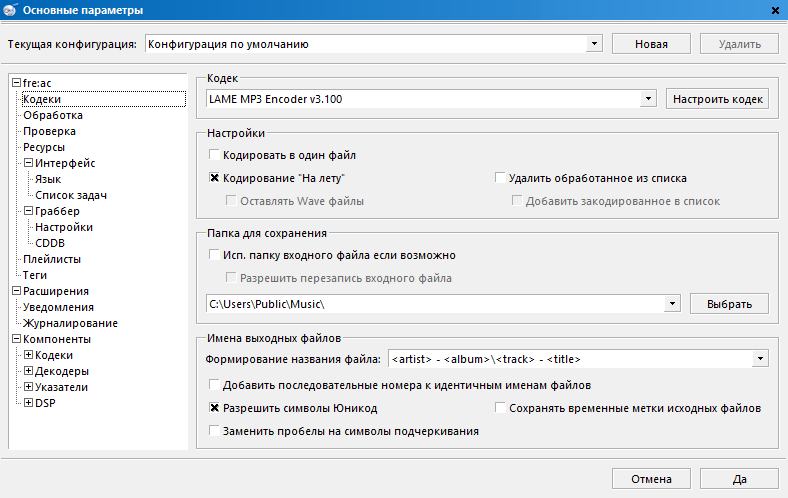 Основные параметры
Текущая конфигурация: Конфигурация по умолчанию Новая Удалить
fre:ac
Кодеки
Обработка
Проверка
Ресурсы
Интерфейс
Язык
Список задач
Граббер
Настройки
CDDB
Плейлисты
Теги
Расширения
Уведомления
Журналирование
Компоненты
Кодеки
Декодеры
Указатели
DSP
Кодек
LAME MP3 Encoder v3.100 Настроить кодек
Настройки
Кодировать в один файл
Кодирование "На лету" Удалить обработанное из списка
Оставлять Wave файлы Добавить закодированное в список
Папка для сохранения
Исп. папку входного файла если возможно
Разрешить перезапись входного файла
C:\Users\Public\Music\ Выбрать
Имена выходных файлов
Формирование названия файла: <artist> - <album>\<track> - <title>
Добавить последовательные номера к идентичным именам файлов
Разрешить символы Юникод Сохранять временные метки исходных файлов
Заменить пробелы на символы подчеркивания
Отмена Да